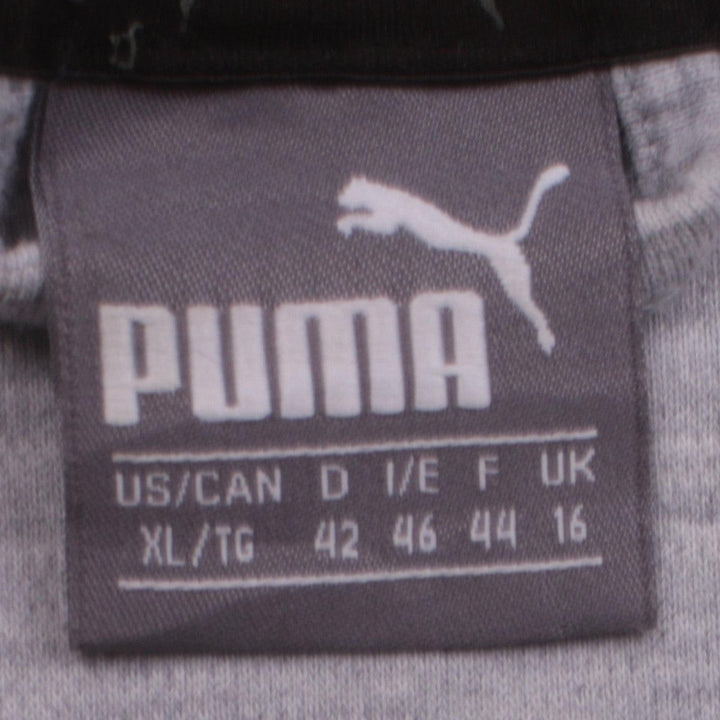 PUMA
US/CAN D I/E F UK
XL/TG 42 46 44 16